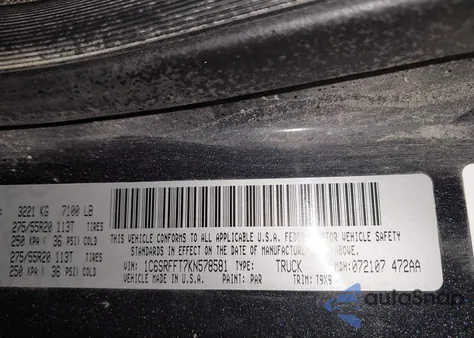 3221 KG 7100 LB
275/55R20 113T TIRES
250 KPA ( 36 PSI) COLD
275/55R20 113T TIRES
250 KPA ( 36 PSI) COLD
THIS VEHICLE CONFORMS TO ALL APPLICABLE U.S.A. FEDERAL MOTOR VEHICLE SAFETY
STANDARDS IN EFFECT ON THE DATE OF MANUFACTURE SHOWN ABOVE.
VIN: 1C6SRFFT7KN578581 TYPE: TRUCK MDH: 072107 472AA
VEHICLE MADE IN U.S.A. PAINT: PAR TRIM: T9X9
autoSnap